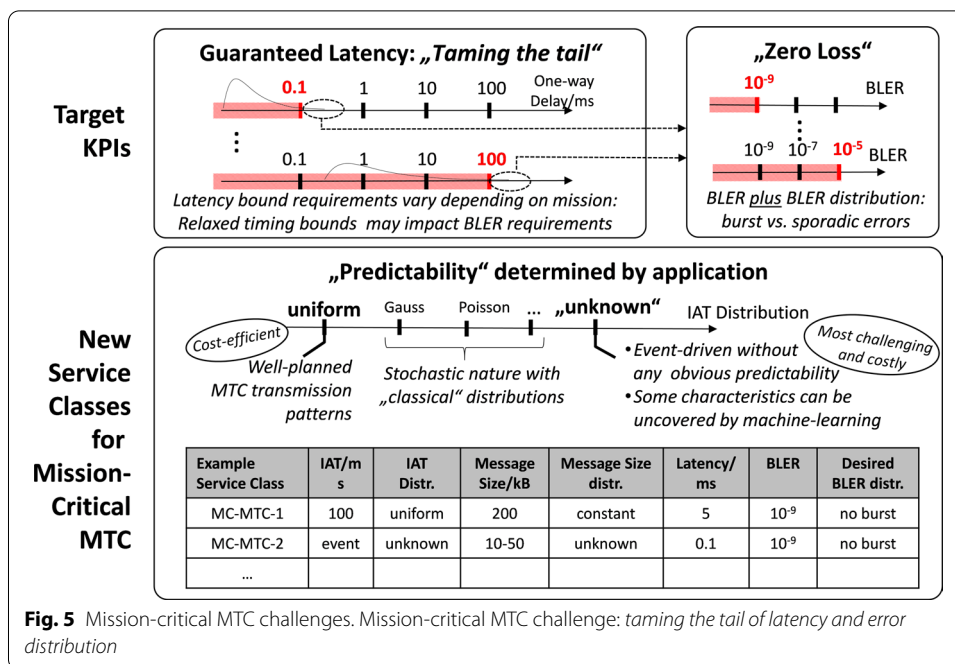 Target
KPIs
Guaranteed Latency: „Taming the tail“
0.1 1 10 100
One-way
Delay/ms
0.1 1 10 100
Latency bound requirements vary depending on mission:
Relaxed timing bounds may impact BLER requirements
„Zero Loss“
10-9
BLER
10-9 10-7 10-5
BLER
BLER plus BLER distribution:
burst vs. sporadic errors
New
Service
Classes
for
Mission-
Critical
MTC
„Predictability“ determined by application
uniform Gauss Poisson ... „unknown“ IAT Distribution
Cost-efficient
Most challenging
and costly
Well-planned
MTC transmission
patterns
Stochastic nature with
„classical“ distributions
•Event-driven without
any obvious predictability
•Some characteristics can be
uncovered by machine-learning
Example
Service Class
IAT/m
s
IAT
Distr.
Message
Size/kB
Message Size
distr.
Latency/
ms
BLER
Desired
BLER distr.
MC-MTC-1 100 uniform 200 constant 5 10-9 no burst
MC-MTC-2 event unknown 10-50 unknown 0.1 10-9 no burst
...
Fig. 5 Mission-critical MTC challenges. Mission-critical MTC challenge: taming the tail of latency and error
distribution